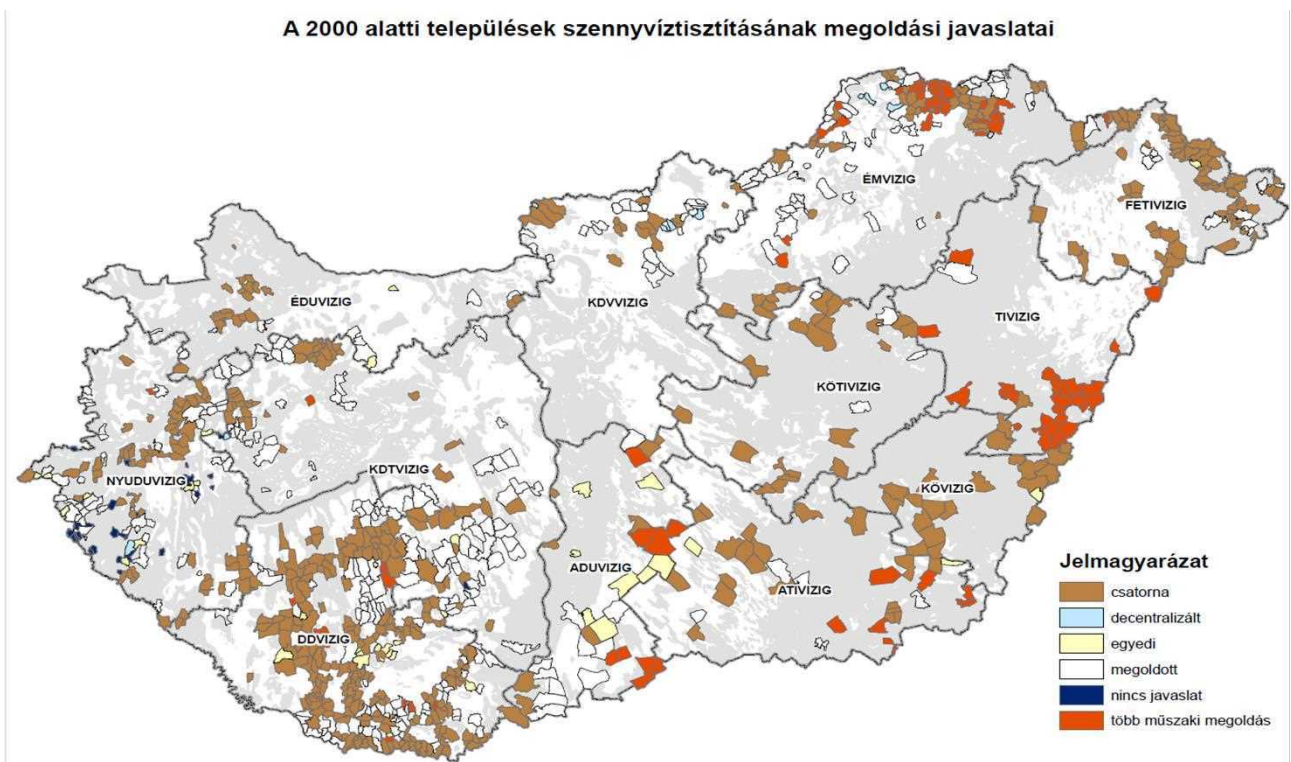 A 2000 alatti települések szennyvíztisztításának megoldási javaslatai
ÉMVIZIG
FETIVIZIG
ÉDUVIZIG
KDVVIZIG
TIVIZIG
KÖTIVIZIG
KDTVIZIG
NYUDUVIZIG
KÖVIZIG
ADUVIZIG
ATIVIZIG
DDVIZIG
Jelmagyarázat
csatorna
decentralizált
egyedi
megoldott
nincs javaslat
több műszaki megoldás